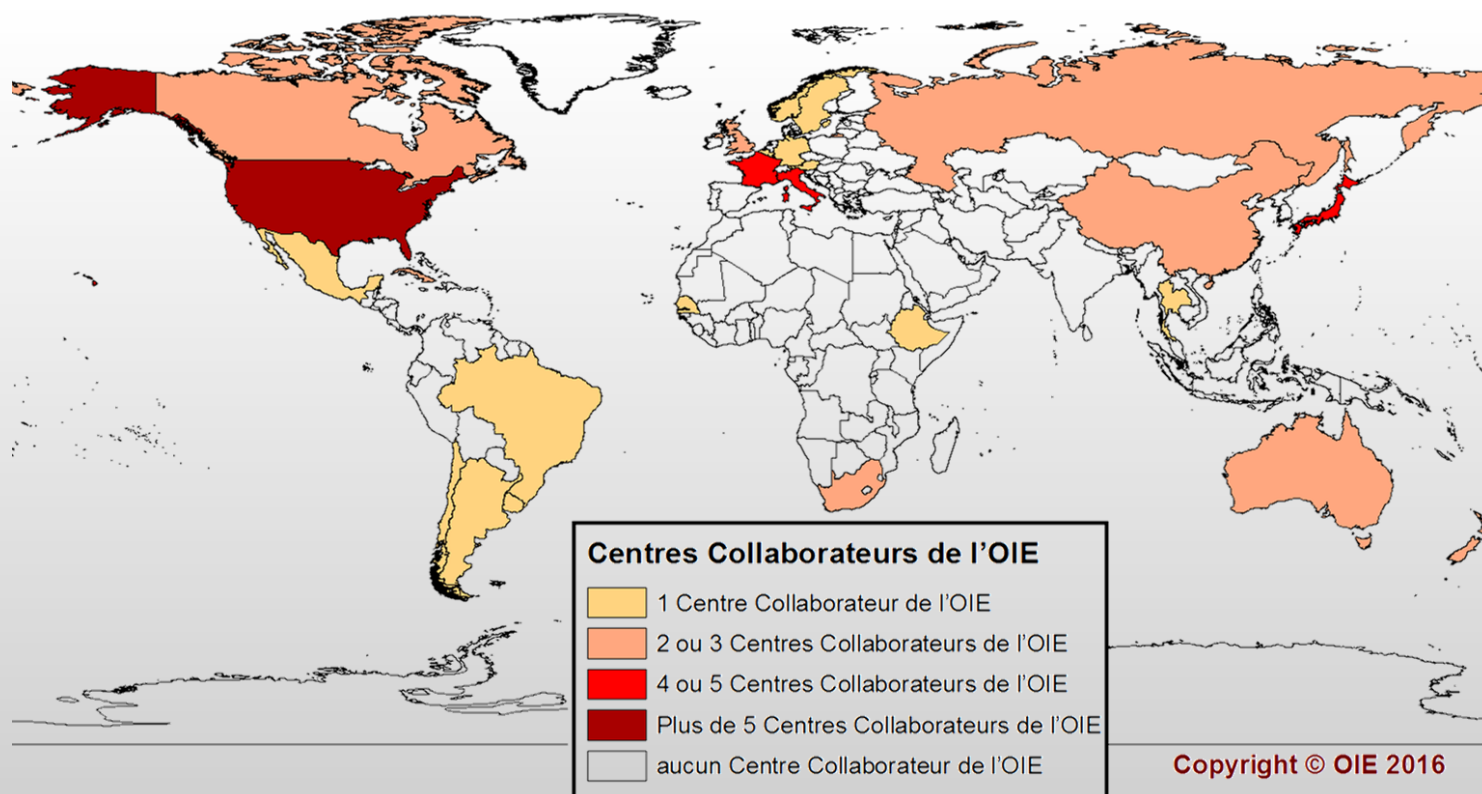 Centres Collaborateurs de l'OIE
1 Centre Collaborateur de l'OIE
2 ou 3 Centres Collaborateurs de l'OIE
4 ou 5 Centres Collaborateurs de l'OIE
Plus de 5 Centres Collaborateurs de l'OIE
aucun Centre Collaborateur de l'OIE
Copyright © OIE 2016